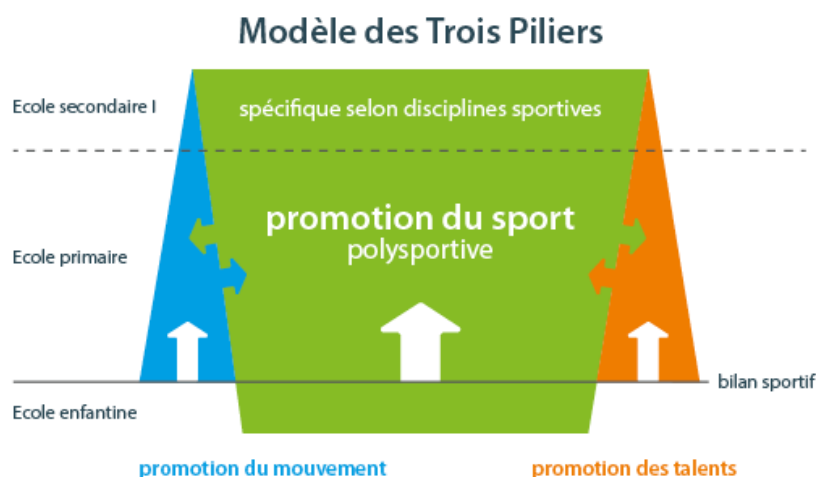 Modèle des Trois Piliers
Ecole secondaire I
spécifique selon disciplines sportives
promotion du sport
polysportive
Ecole primaire
bilan sportif
Ecole enfantine
promotion du mouvement
promotion des talents